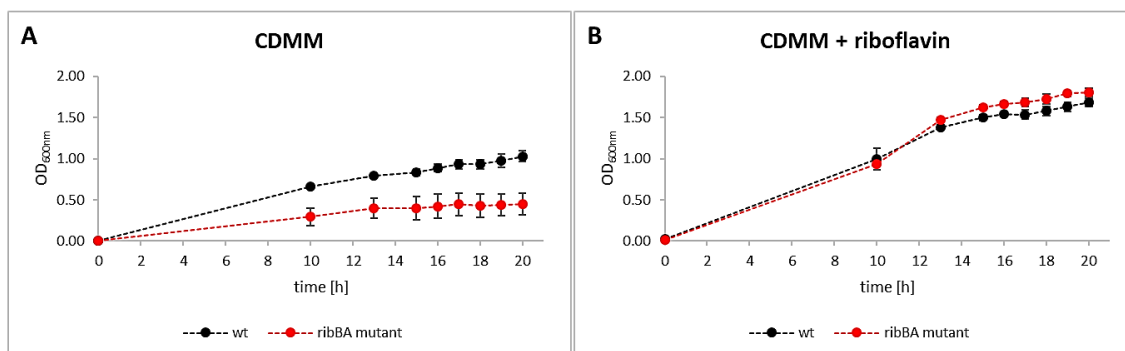 A
CDMM
2.00
1.50
1.00
0.50
0.00
OD600nm
0 2 4 6 8 10 12 14 16 18 20
time [h]
wt ribBA mutant
B
CDMM + riboflavin
2.00
1.50
1.00
0.50
0.00
OD600nm
0 2 4 6 8 10 12 14 16 18 20
time [h]
wt ribBA mutant